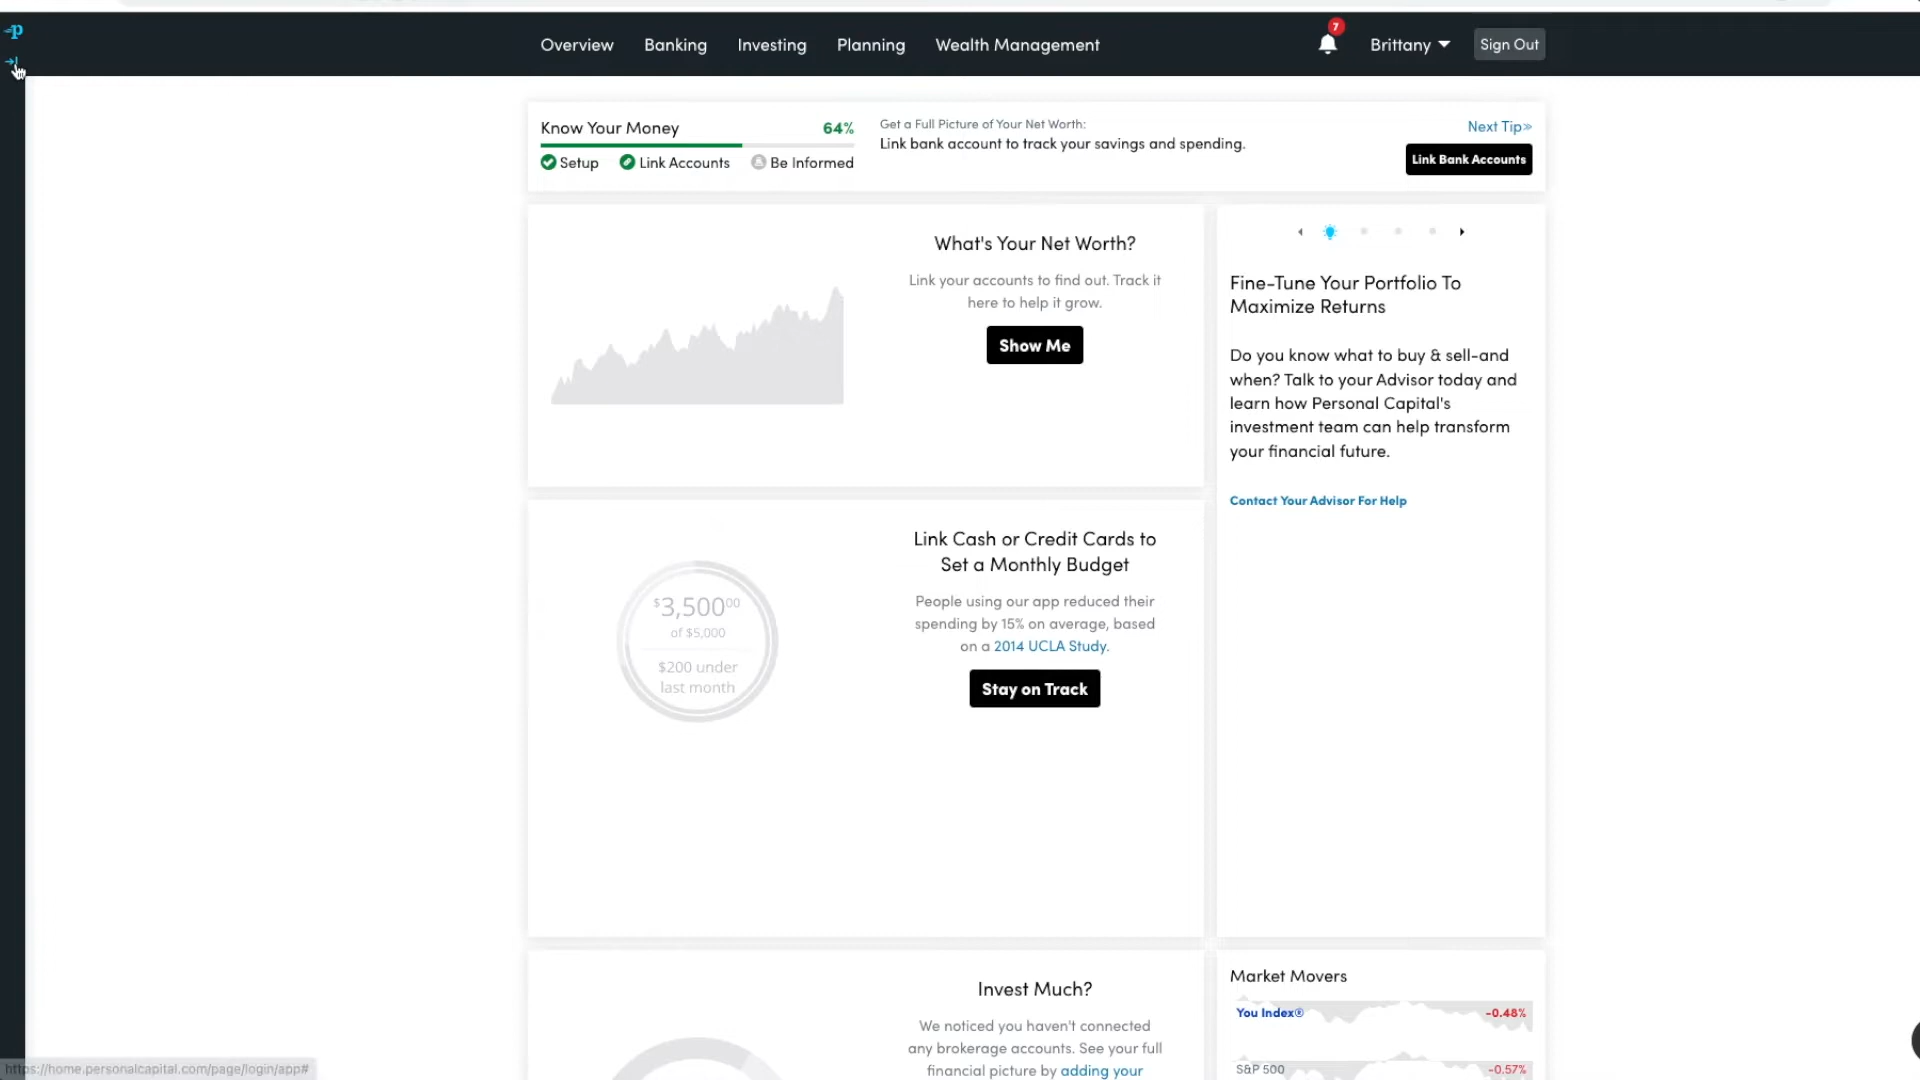 Overview Banking Investing Planning Wealth Management 7 Brittany Sign Out
Know Your Money 64%
Setup Link Accounts Be Informed
Get a Full Picture of Your Net Worth:
Link bank account to track your savings and spending.
Next Tip»
Link Bank Accounts
What's Your Net Worth?
Link your accounts to find out. Track it
here to help it grow.
Show Me
Fine-Tune Your Portfolio To
Maximize Returns
Do you know what to buy & sell-and
when? Talk to your Advisor today and
learn how Personal Capital's
investment team can help transform
your financial future.
Contact Your Advisor For Help
$3,500⁰⁰
of $5,000
$200 under
last month
Link Cash or Credit Cards to
Set a Monthly Budget
People using our app reduced their
spending by 15% on average, based
on a 2014 UCLA Study.
Stay on Track
Invest Much?
We noticed you haven't connected
any brokerage accounts. See your full
financial picture by adding your
Market Movers
You Index® -0.48%
S&P 500 -0.57%
https://home.personalcapital.com/page/login/app#